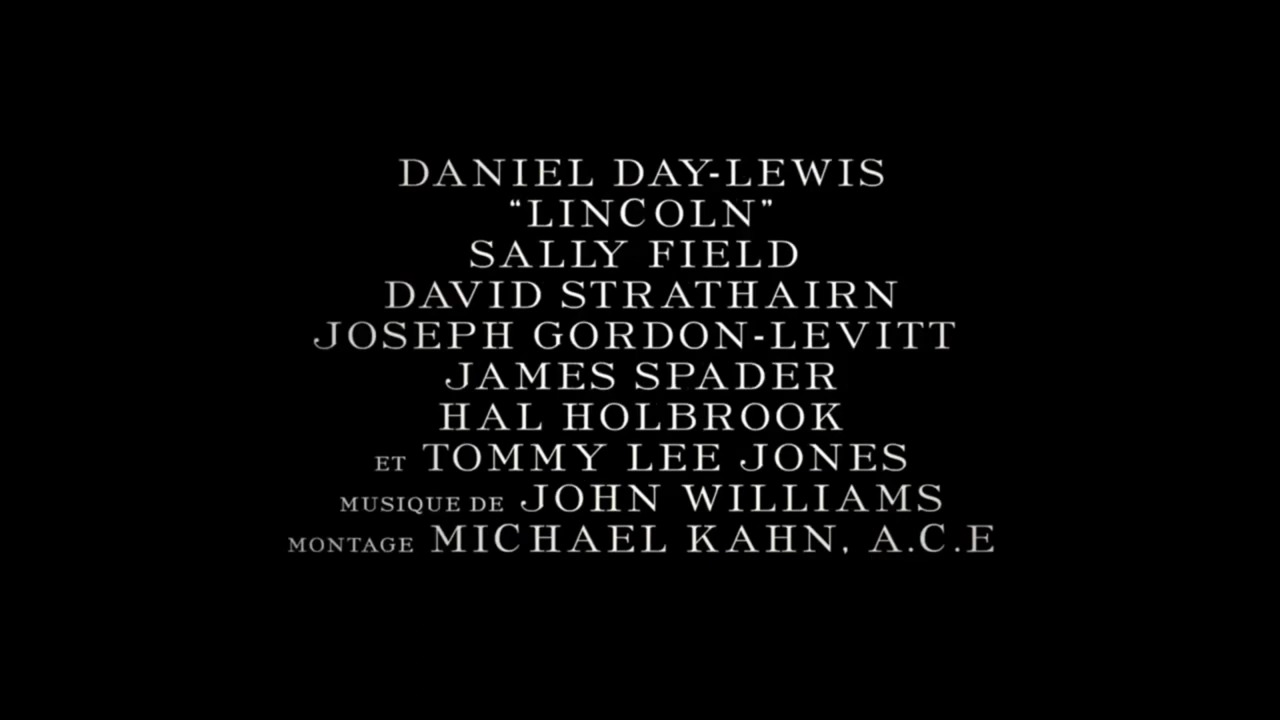 DANIEL DAY-LEWIS
“LINCOLN”
SALLY FIELD
DAVID STRATHAIRN
JOSEPH GORDON-LEVITT
JAMES SPADER
HAL HOLBROOK
ET TOMMY LEE JONES
MUSIQUE DE JOHN WILLIAMS
MONTAGE MICHAEL KAHN, A.C.E